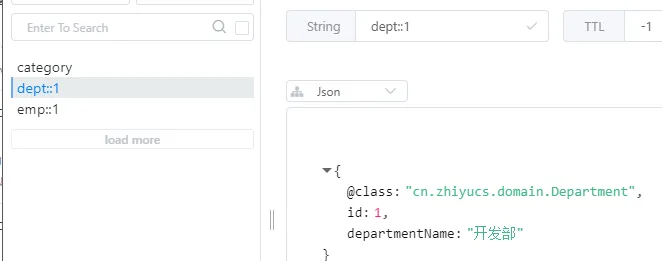 Enter To Search
category
dept::1
emp::1
load more
String dept::1 TTL -1
Json
{
@class: "cn.zhiyucs.domain.Department",
id: 1,
departmentName: "开发部"
}